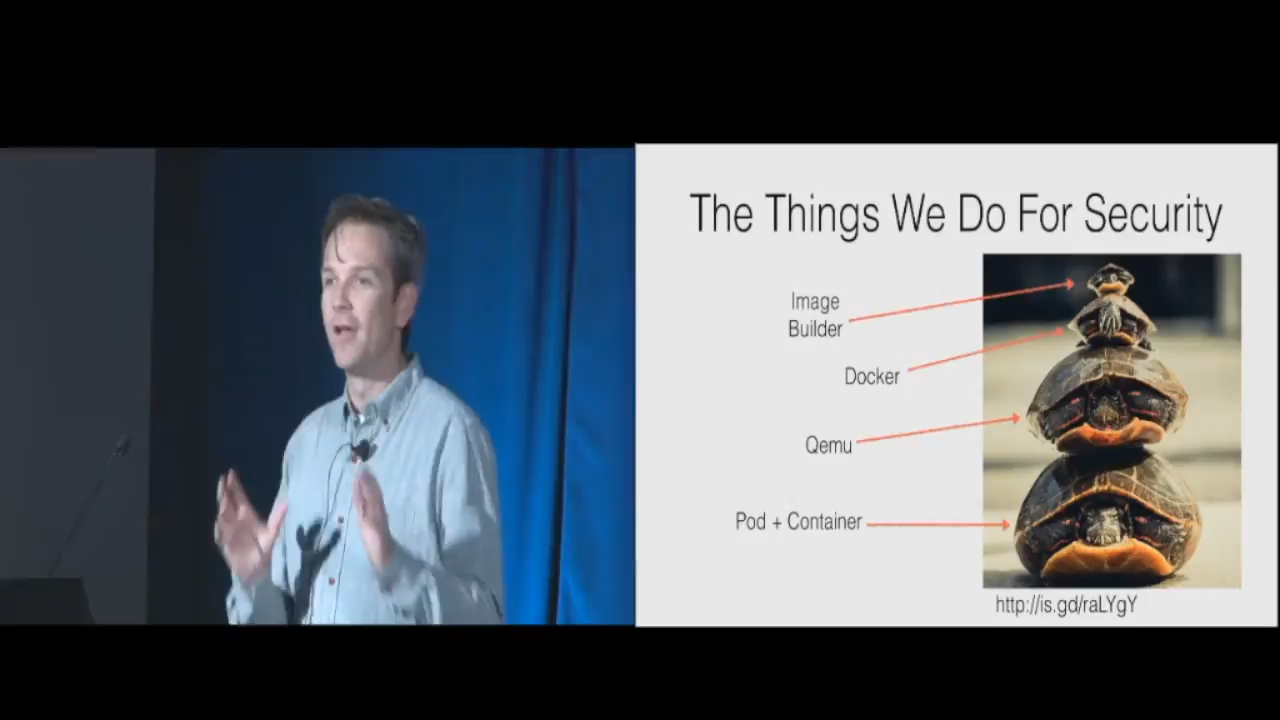 The Things We Do For Security
Image
Builder
Docker
Qemu
Pod + Container
http://is.gd/raLYgY